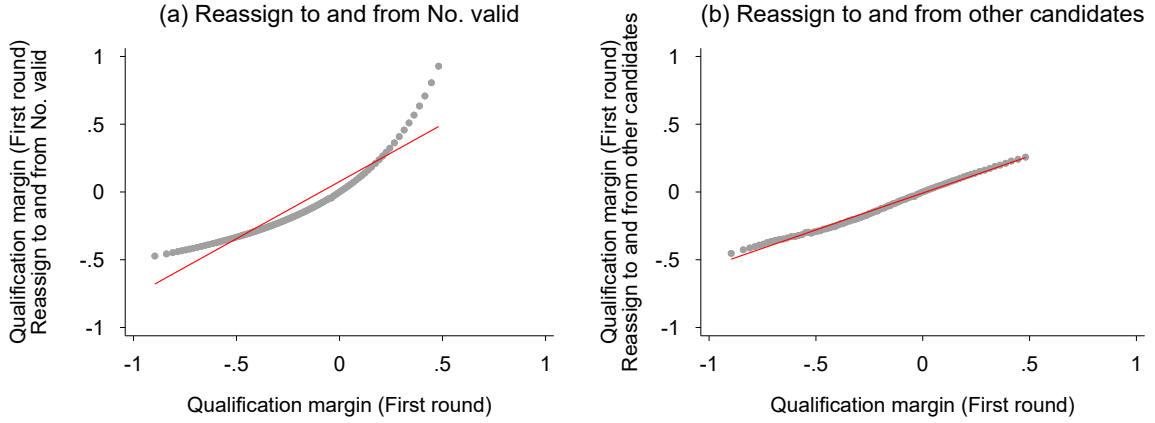 (a) Reassign to and from No. valid
Qualification margin (First round)
Reassign to and from No. valid
1
.5
0
-.5
-1
-1
-.5
0
.5
1
Qualification margin (First round)
(b) Reassign to and from other candidates
Qualification margin (First round)
Reassign to and from other candidates
1
.5
0
-.5
-1
-1
-.5
0
.5
1
Qualification margin (First round)